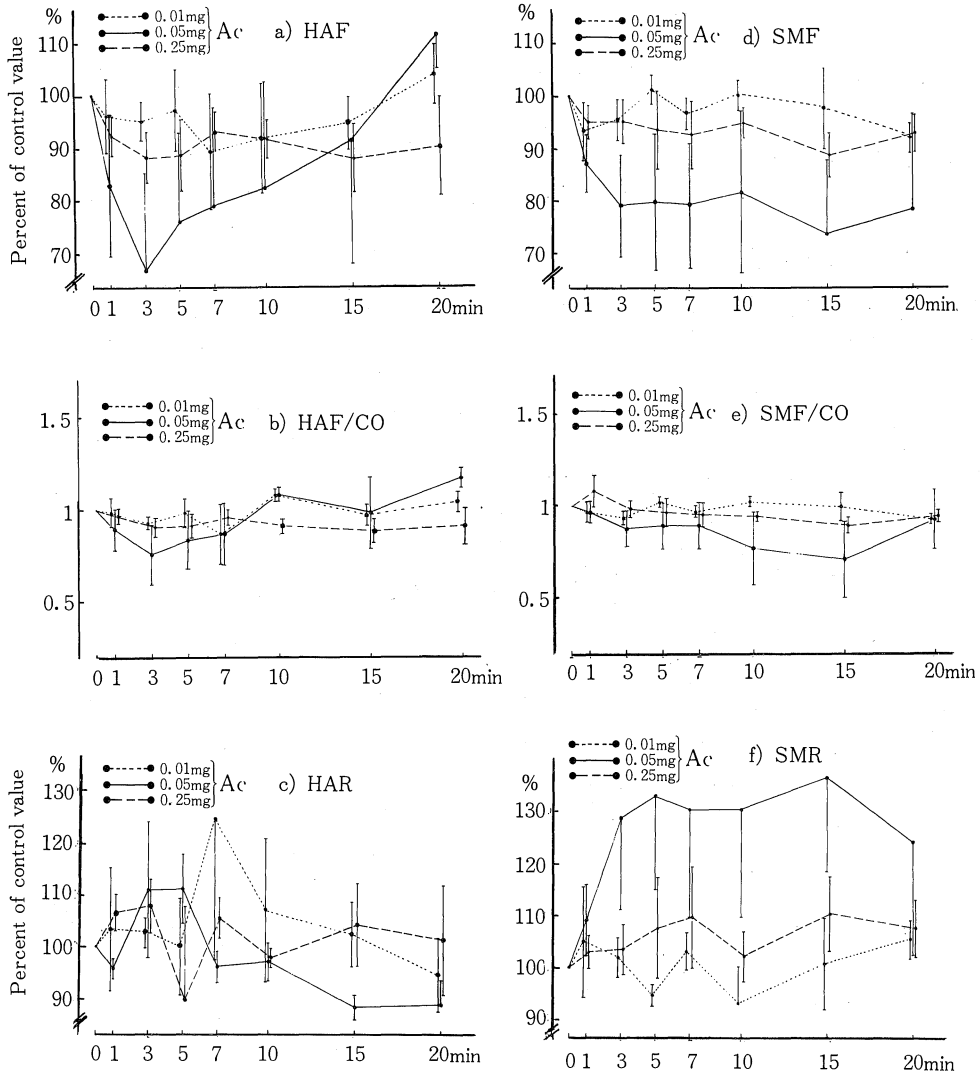 %
0.01mg
0.05mg
0.25mg
Ac
a) HAF
110
100
90
80
70
Percent of control value
0 1 3 5 7 10 15 20min
%
0.01mg
0.05mg
0.25mg
Ac
d) SMF
110
100
90
80
70
0 1 3 5 7 10 15 20min
0.01mg
0.05mg
0.25mg
Ac
b) HAF/CO
1.5
1
0.5
0 1 3 5 7 10 15 20min
0.01mg
0.05mg
0.25mg
Ac
e) SMF/CO
1.5
1
0.5
0 1 3 5 7 10 15 20min
%
0.01mg
0.05mg
0.25mg
Ac
c) HAR
130
120
110
100
90
Percent of control value
0 1 3 5 7 10 15 20min
0.01mg
0.05mg
0.25mg
Ac
f) SMR
%
130
120
110
100
90
0 1 3 5 7 10 15 20min